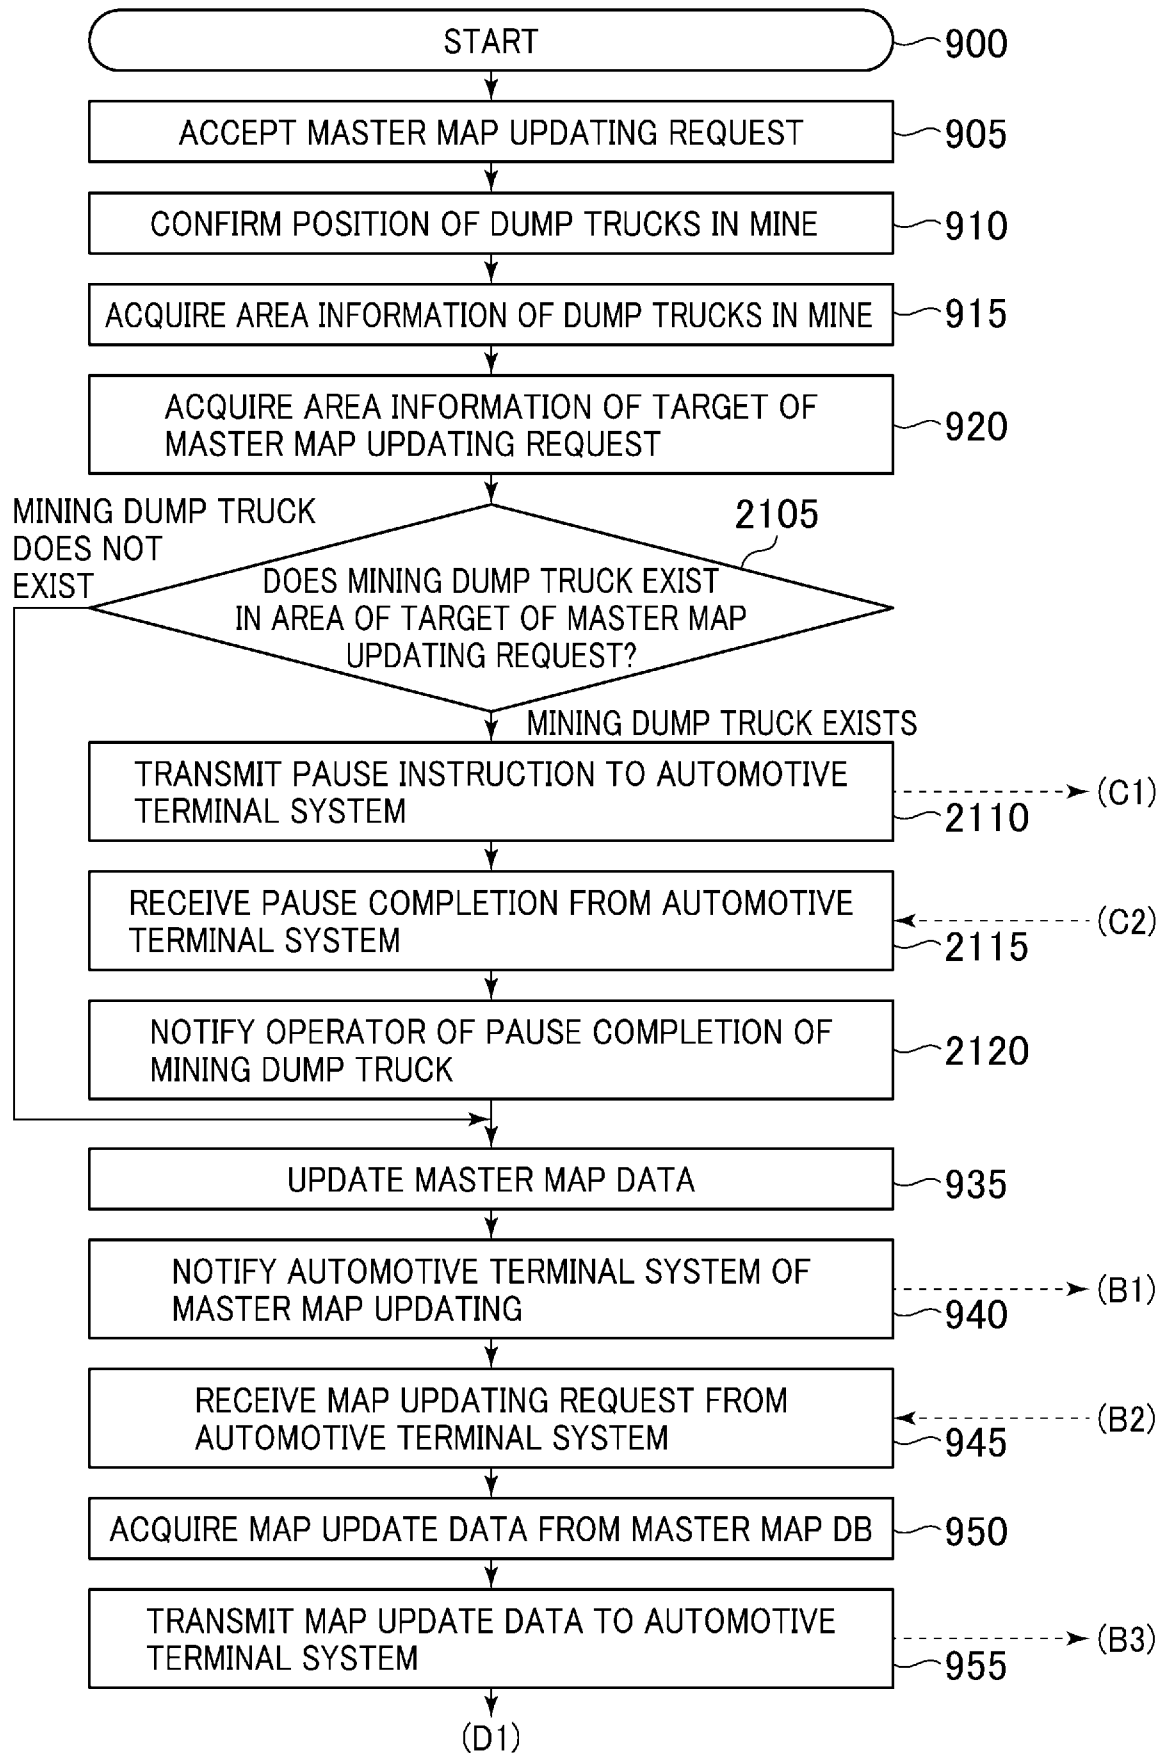 START
900
ACCEPT MASTER MAP UPDATING REQUEST
905
CONFIRM POSITION OF DUMP TRUCKS IN MINE
910
ACQUIRE AREA INFORMATION OF DUMP TRUCKS IN MINE
915
ACQUIRE AREA INFORMATION OF TARGET OF
MASTER MAP UPDATING REQUEST
920
MINING DUMP TRUCK
DOES NOT
EXIST
2105
DOES MINING DUMP TRUCK EXIST
IN AREA OF TARGET OF MASTER MAP
UPDATING REQUEST?
MINING DUMP TRUCK EXISTS
TRANSMIT PAUSE INSTRUCTION TO AUTOMOTIVE
TERMINAL SYSTEM
(C1)
2110
RECEIVE PAUSE COMPLETION FROM AUTOMOTIVE
TERMINAL SYSTEM
(C2)
2115
NOTIFY OPERATOR OF PAUSE COMPLETION OF
MINING DUMP TRUCK
2120
UPDATE MASTER MAP DATA
935
NOTIFY AUTOMOTIVE TERMINAL SYSTEM OF
MASTER MAP UPDATING
(B1)
940
RECEIVE MAP UPDATING REQUEST FROM
AUTOMOTIVE TERMINAL SYSTEM
(B2)
945
ACQUIRE MAP UPDATE DATA FROM MASTER MAP DB
950
TRANSMIT MAP UPDATE DATA TO AUTOMOTIVE
TERMINAL SYSTEM
(B3)
955
(D1)